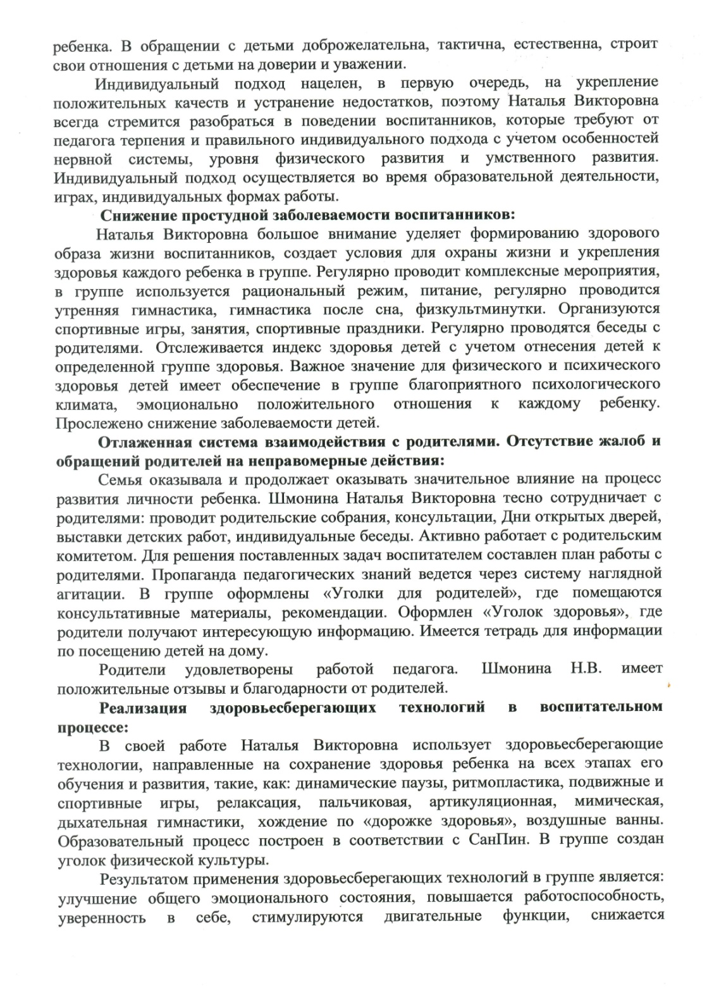 ребенка. В обращении с детьми доброжелательна, тактична, естественна, строит
свои отношения с детьми на доверии и уважении.
Индивидуальный подход нацелен, в первую очередь, на укрепление
положительных качеств и устранение недостатков, поэтому Наталья Викторовна
всегда стремится разобраться в поведении воспитанников, которые требуют от
педагога терпения и правильного индивидуального подхода с учетом особенностей
нервной системы, уровня физического развития и умственного развития.
Индивидуальный подход осуществляется во время образовательной деятельности,
играх, индивидуальных формах работы.
Снижение простудной заболеваемости воспитанников:
Наталья Викторовна большое внимание уделяет формированию здорового
образа жизни воспитанников, создает условия для охраны жизни и укрепления
здоровья каждого ребенка в группе. Регулярно проводит комплексные мероприятия,
в группе используется рациональный режим, питание, регулярно проводится
утренняя гимнастика, гимнастика после сна, физкультминутки. Организуются
спортивные игры, занятия, спортивные праздники. Регулярно проводятся беседы с
родителями. Отслеживается индекс здоровья детей с учетом отнесения детей к
определенной группе здоровья. Важное значение для физического и психического
здоровья детей имеет обеспечение в группе благоприятного психологического
климата, эмоционально положительного отношения к каждому ребенку.
Прослежено снижение заболеваемости детей.
Отлаженная система взаимодействия с родителями. Отсутствие жалоб и
обращений родителей на неправомерные действия:
Семья оказывала и продолжает оказывать значительное влияние на процесс
развития личности ребенка. Шмонина Наталья Викторовна тесно сотрудничает с
родителями: проводит родительские собрания, консультации, Дни открытых дверей,
выставки детских работ, индивидуальные беседы. Активно работает с родительским
комитетом. Для решения поставленных задач воспитателем составлен план работы с
родителями. Пропаганда педагогических знаний ведется через систему наглядной
агитации. В группе оформлены «Уголки для родителей», где помещаются
консультативные материалы, рекомендации. Оформлен «Уголок здоровья», где
родители получают интересующую информацию. Имеется тетрадь для информации
по посещению детей на дому.
Родители удовлетворены работой педагога. Шмонина Н.В. имеет
положительные отзывы и благодарности от родителей.
Реализация здоровьесберегающих технологий в воспитательном
процессе:
В своей работе Наталья Викторовна использует здоровьесберегающие
технологии, направленные на сохранение здоровья ребенка на всех этапах его
обучения и развития, такие, как: динамические паузы, ритмопластика, подвижные и
спортивные игры, релаксация, пальчиковая, артикуляционная, мимическая,
дыхательная гимнастики, хождение по «дорожке здоровья», воздушные ванны.
Образовательный процесс построен в соответствии с СанПин. В группе создан
уголок физической культуры.
Результатом применения здоровьесберегающих технологий в группе является:
улучшение общего эмоционального состояния, повышается работоспособность,
уверенность в себе, стимулируются двигательные функции, снижается